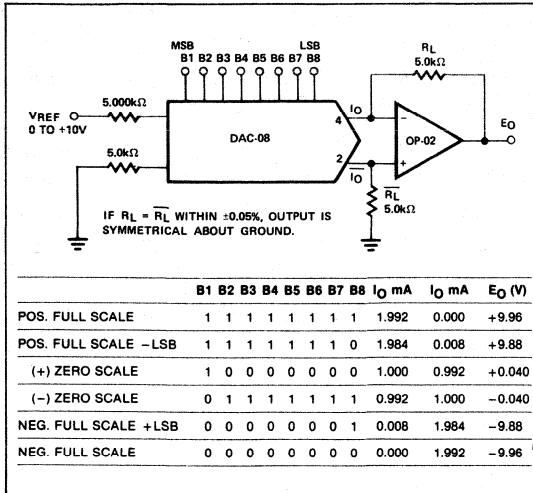 MSB LSB
B1 B2 B3 B4 B5 B6 B7 B8
RL
5.0kΩ
VREF
0 TO +10V
5.000kΩ
DAC-08
4
IO
−
OP-02
EO
5.0kΩ
2
IO
+
RL
5.0kΩ
IF RL = RL WITHIN ±0.05%, OUTPUT IS
SYMMETRICAL ABOUT GROUND.
B1 B2 B3 B4 B5 B6 B7 B8 IO mA IO mA EO (V)
POS. FULL SCALE 1 1 1 1 1 1 1 1 1.992 0.000 +9.96
POS. FULL SCALE −LSB 1 1 1 1 1 1 1 0 1.984 0.008 +9.88
(+) ZERO SCALE 1 0 0 0 0 0 0 0 1.000 0.992 +0.040
(−) ZERO SCALE 0 1 1 1 1 1 1 1 0.992 1.000 −0.040
NEG. FULL SCALE +LSB 0 0 0 0 0 0 0 1 0.008 1.984 −9.88
NEG. FULL SCALE 0 0 0 0 0 0 0 0 0.000 1.992 −9.96